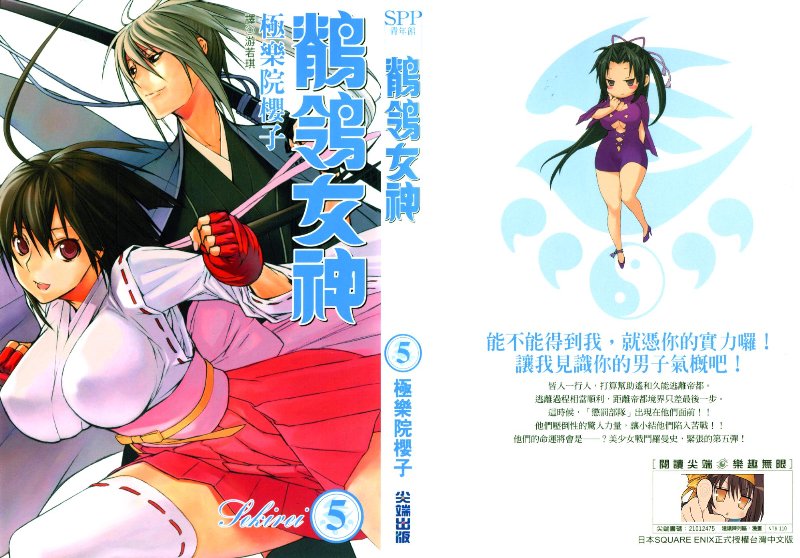 鶺鴒女神
極樂院櫻子
譯◎游若琪
Sekirei
5
SPP
青年館
鶺鴒女神
5
極樂院櫻子
尖端出版
能不能得到我，就憑你的實力囉！
讓我見識你的男子氣概吧！
皆人一行人，打算幫助遙和久能逃離帝都。
逃離過程相當順利，距離帝都境界只差最後一步。
這時候，「懲罰部隊」出現在他們面前！！
他們壓倒性的驚人力量，讓小結他們陷入苦戰！！
他們的命運將會是──？美少女戰鬥羅曼史，緊張的第五彈！
[閱讀尖端 樂趣無限]
尖端書號：21012475
日本SQUARE ENIX正式授權台灣中文版